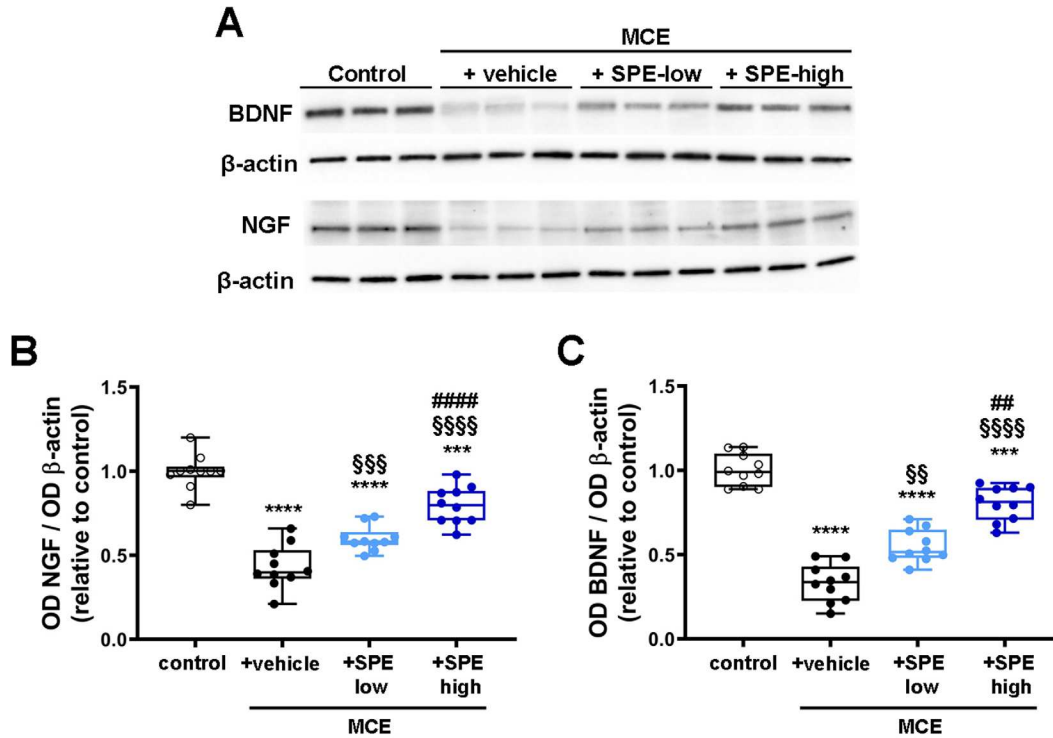 A
MCE
Control + vehicle + SPE-low + SPE-high
BDNF
β-actin
NGF
β-actin
B
OD NGF / OD β-actin
(relative to control)
1.5
1.0
0.5
0.0
####
§§§§
***
§§§
****
****
control +vehicle +SPE low +SPE high
MCE
C
OD BDNF / OD β-actin
(relative to control)
1.5
1.0
0.5
0.0
##
§§§§
***
§§
****
****
control +vehicle +SPE low +SPE high
MCE